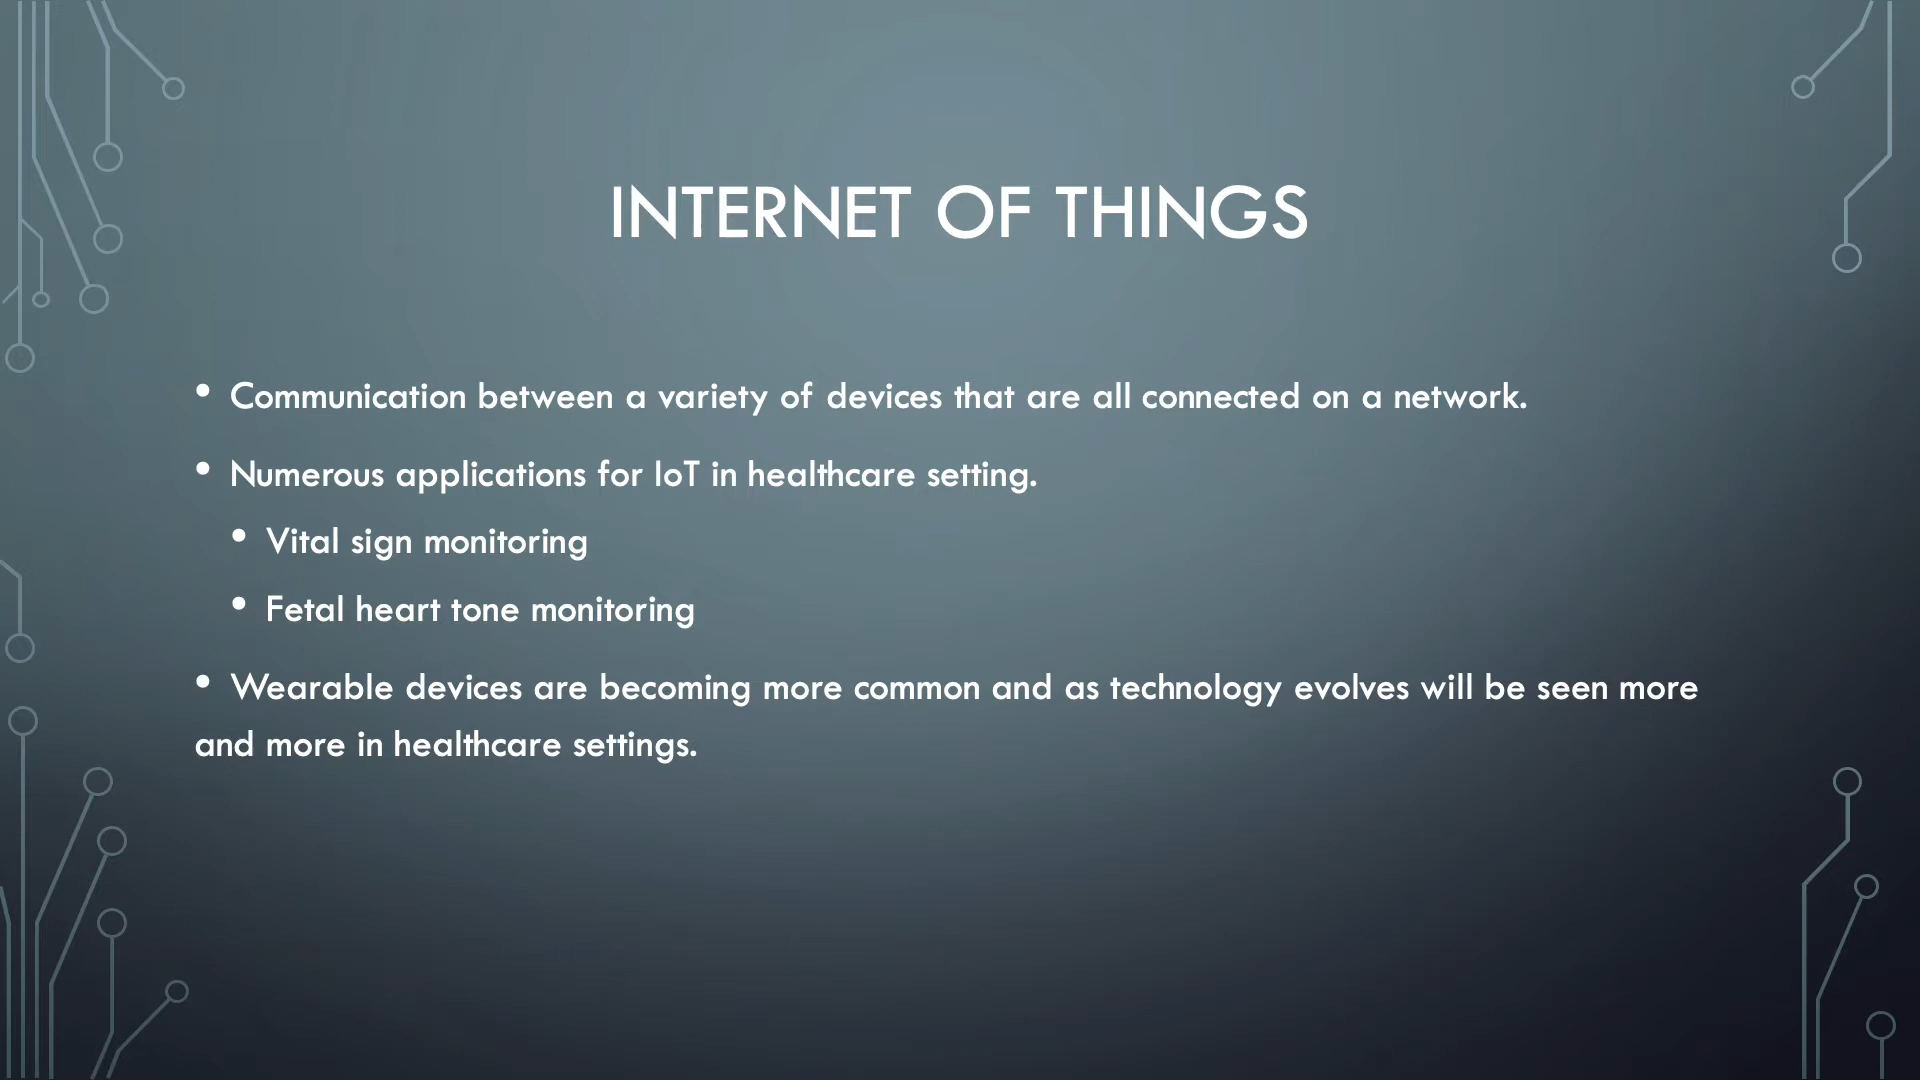 INTERNET OF THINGS
• Communication between a variety of devices that are all connected on a network.
• Numerous applications for IoT in healthcare setting.
• Vital sign monitoring
• Fetal heart tone monitoring
• Wearable devices are becoming more common and as technology evolves will be seen more
and more in healthcare settings.